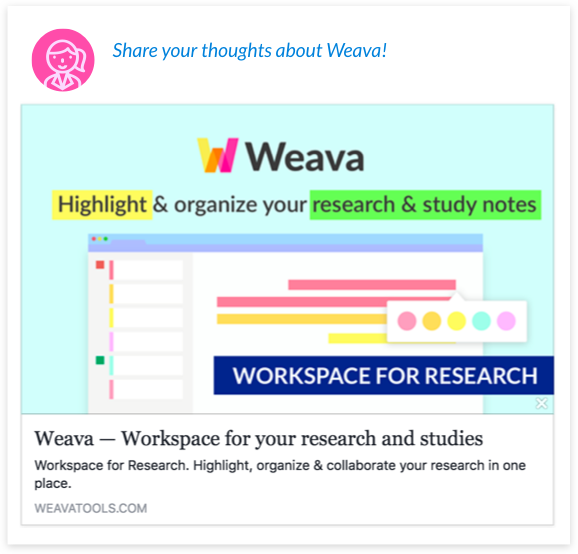 Share your thoughts about Weava!
Weava
Highlight & organize your research & study notes
WORKSPACE FOR RESEARCH
Weava — Workspace for your research and studies
Workspace for Research. Highlight, organize & collaborate your research in one
place.
WEAVATOOLS.COM